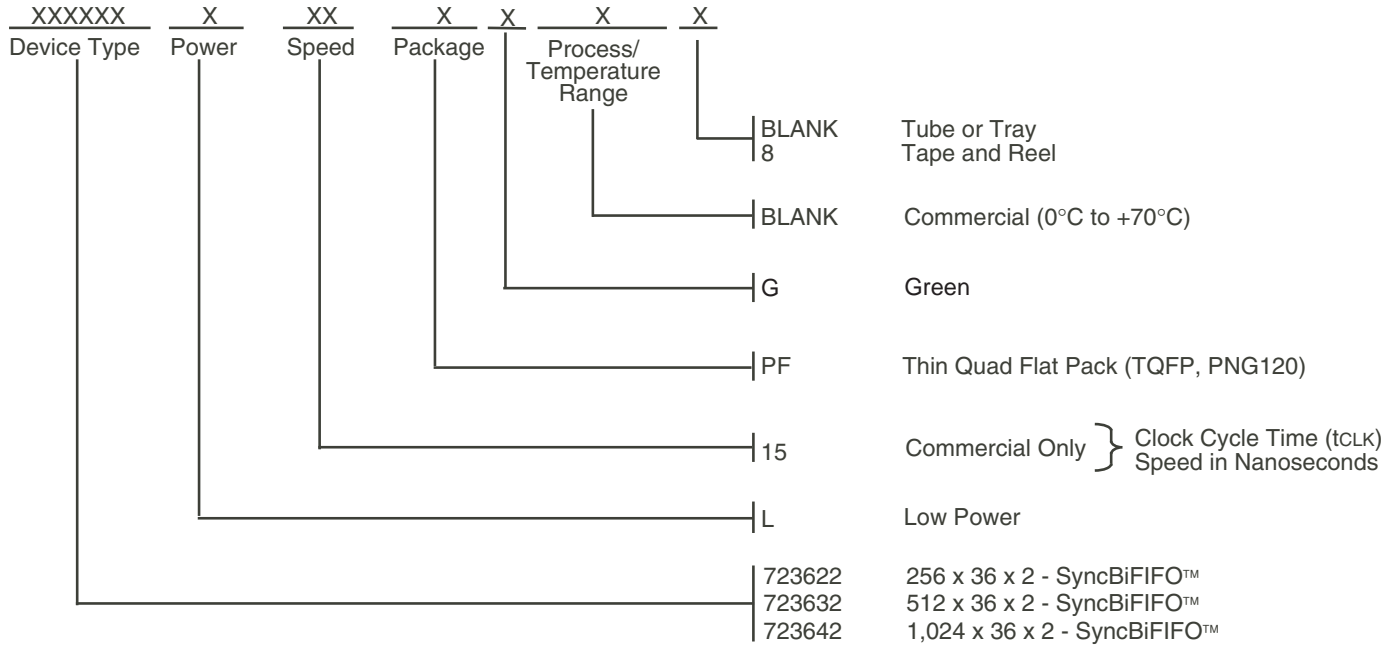 XXXXXX X XX X X X X
Device Type Power Speed Package Process/
Temperature
Range
BLANK Tube or Tray
8 Tape and Reel
BLANK Commercial (0°C to +70°C)
G Green
PF Thin Quad Flat Pack (TQFP, PNG120)
15 Commercial Only } Clock Cycle Time (tCLK)
Speed in Nanoseconds
L Low Power
723622 256 x 36 x 2 - SyncBiFIFO™
723632 512 x 36 x 2 - SyncBiFIFO™
723642 1,024 x 36 x 2 - SyncBiFIFO™